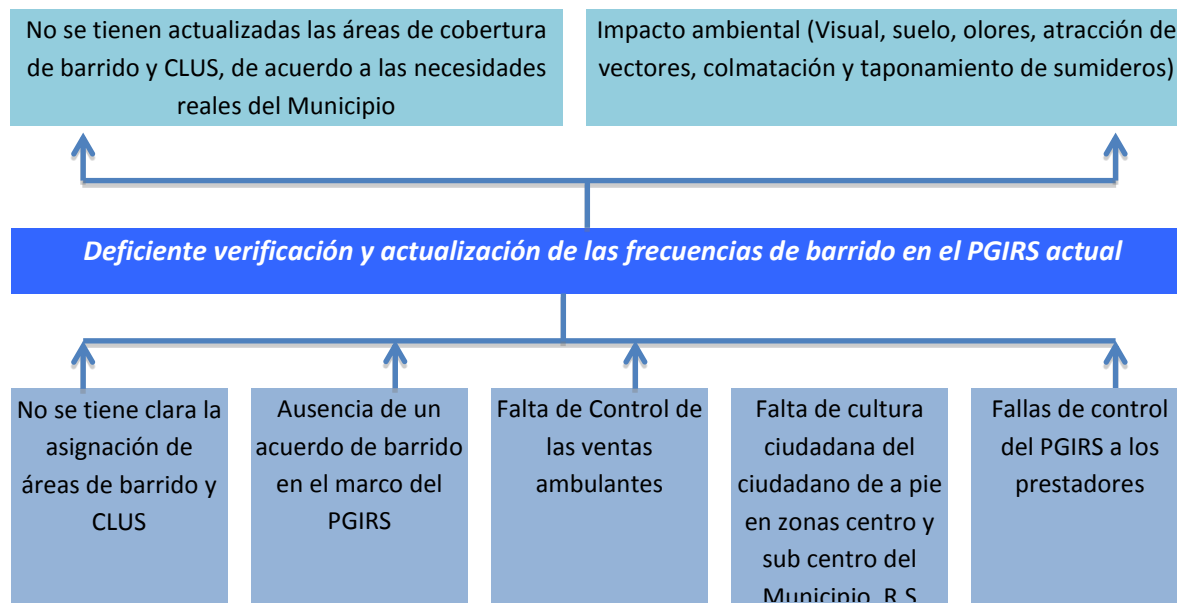 No se tienen actualizadas las áreas de cobertura
de barrido y CLUS, de acuerdo a las necesidades
reales del Municipio
Impacto ambiental (Visual, suelo, olores, atracción de
vectores, colmatación y taponamiento de sumideros)
Deficiente verificación y actualización de las frecuencias de barrido en el PGIRS actual
No se tiene clara la
asignación de
áreas de barrido y
CLUS
Ausencia de un
acuerdo de barrido
en el marco del
PGIRS
Falta de Control de
las ventas
ambulantes
Falta de cultura
ciudadana del
ciudadano de a pie
en zonas centro y
sub centro del
Municipio R.S
Fallas de control
del PGIRS a los
prestadores